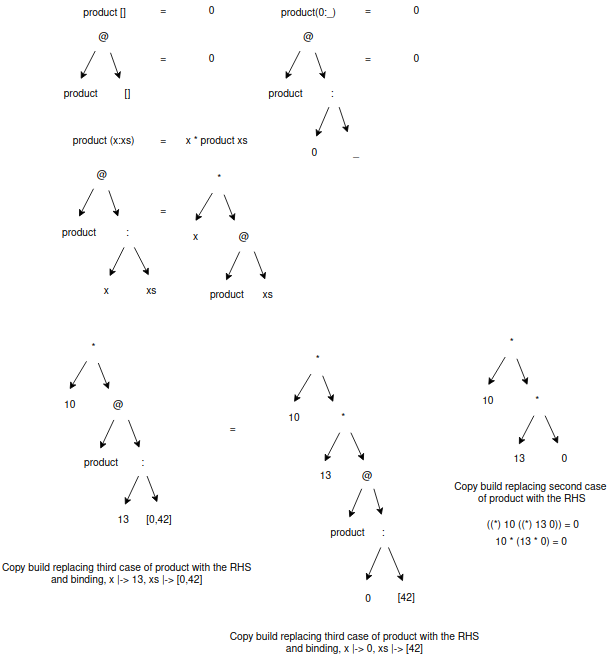 product [] = 0 product(0:_) = 0
@ = 0 @ = 0
product [] product :
0 _
product (x:xs) = x * product xs
@ = *
product : x @
x xs product xs
* = *
10 @ 10 *
product : 13 @
13 [0,42] product :
0 [42]
*
10 *
13 0
Copy build replacing third case of product with the RHS
and binding, x |-> 13, xs |-> [0,42]
Copy build replacing third case of product with the RHS
and binding, x |-> 0, xs |-> [42]
Copy build replacing second case
of product with the RHS
((*) 10 ((*) 13 0)) = 0
10 * (13 * 0) = 0